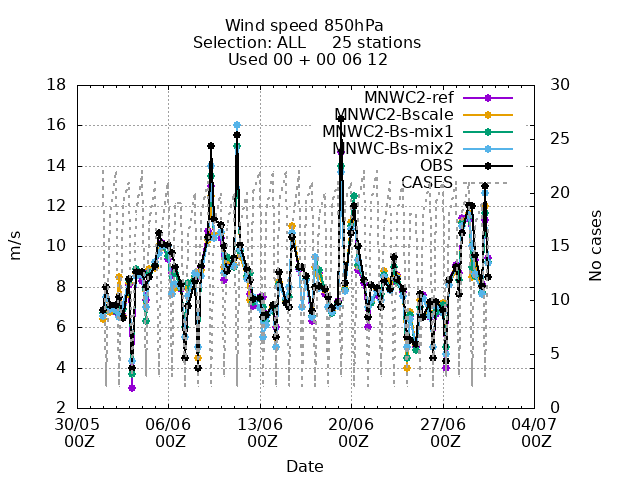 Wind speed 850hPa
Selection: ALL 25 stations
Used 00 + 00 06 12
18 30
MNWC2-ref
16 MNWC2-Bscale 25
MNWC2-Bs-mix1
MNWC-Bs-mix2
14 OBS
CASES 20
12
m/s 10 15 No cases
8 10
6
4 5
2 0
30/05 06/06 13/06 20/06 27/06 04/07
00Z 00Z 00Z 00Z 00Z 00Z
Date